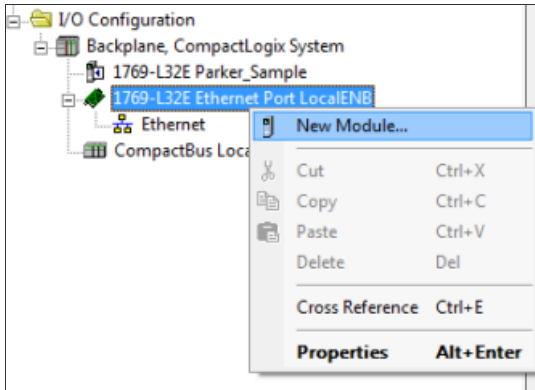 I/O Configuration
Backplane, CompactLogix System
1769-L32E Parker_Sample
1769-L32E Ethernet Port LocalENB
Ethernet
CompactBus Loca
New Module...
Cut Ctrl+X
Copy Ctrl+C
Paste Ctrl+V
Delete Del
Cross Reference Ctrl+E
Properties Alt+Enter